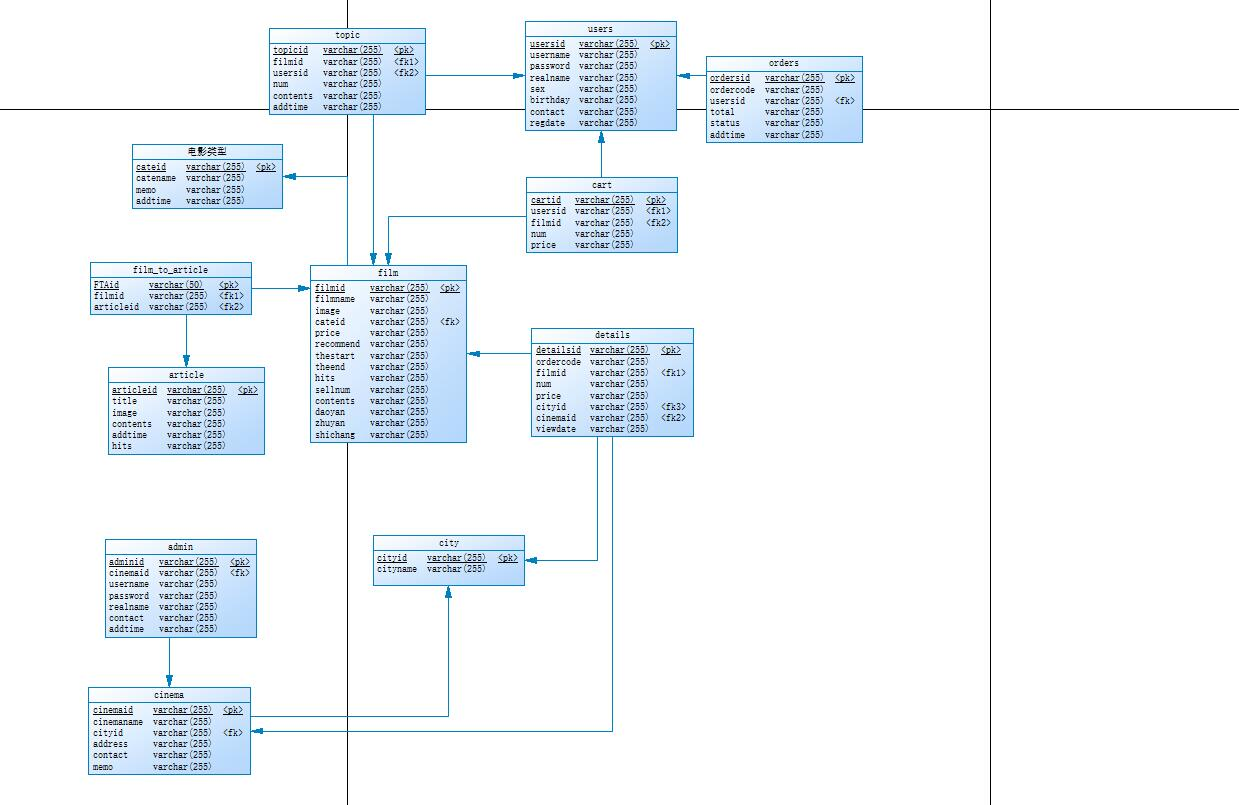 topic
topicid varchar(255) <pk>
filmid varchar(255) <fk1>
usersid varchar(255) <fk2>
num varchar(255)
contents varchar(255)
addtime varchar(255)
users
usersid varchar(255) <pk>
username varchar(255)
password varchar(255)
realname varchar(255)
sex varchar(255)
birthday varchar(255)
contact varchar(255)
regdate varchar(255)
orders
ordersid varchar(255) <pk>
ordercode varchar(255)
usersid varchar(255) <fk>
total varchar(255)
status varchar(255)
addtime varchar(255)
电影类型
cateid varchar(255) <pk>
catename varchar(255)
memo varchar(255)
addtime varchar(255)
cart
cartid varchar(255) <pk>
usersid varchar(255) <fk1>
filmid varchar(255) <fk2>
num varchar(255)
price varchar(255)
film_to_article
FTAid varchar(50) <pk>
filmid varchar(255) <fk1>
articleid varchar(255) <fk2>
film
filmid varchar(255) <pk>
filmname varchar(255)
image varchar(255)
cateid varchar(255) <fk>
price varchar(255)
recommend varchar(255)
thestart varchar(255)
theend varchar(255)
hits varchar(255)
sellnum varchar(255)
contents varchar(255)
daoyan varchar(255)
zhuyan varchar(255)
shichang varchar(255)
details
detailsid varchar(255) <pk>
ordercode varchar(255)
filmid varchar(255) <fk1>
num varchar(255)
price varchar(255)
cityid varchar(255) <fk3>
cinemaid varchar(255) <fk2>
viewdate varchar(255)
article
articleid varchar(255) <pk>
title varchar(255)
image varchar(255)
contents varchar(255)
addtime varchar(255)
hits varchar(255)
admin
adminid varchar(255) <pk>
cinemaid varchar(255) <fk>
username varchar(255)
password varchar(255)
realname varchar(255)
contact varchar(255)
addtime varchar(255)
city
cityid varchar(255) <pk>
cityname varchar(255)
cinema
cinemaid varchar(255) <pk>
cinemaname varchar(255)
cityid varchar(255) <fk>
address varchar(255)
contact varchar(255)
memo varchar(255)